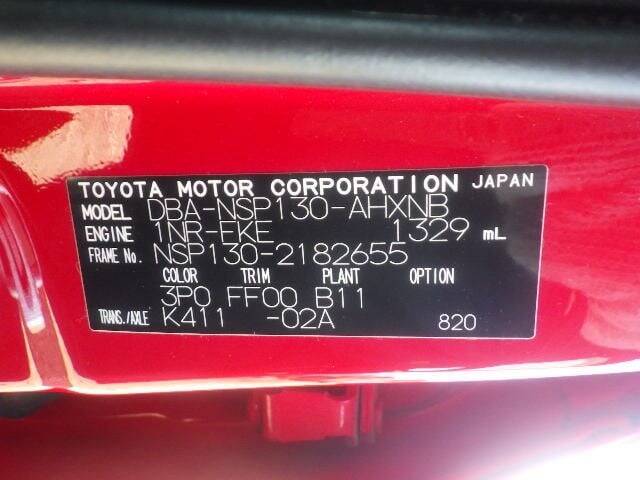 TOYOTA MOTOR CORPORATION JAPAN
MODEL DBA-NSP130-AHXNB
ENGINE 1NR-FKE 1329 mL
FRAME No. NSP130-2182655
COLOR TRIM PLANT OPTION
3P0 FF00 B11
TRANS./AXLE K411 -02A 820